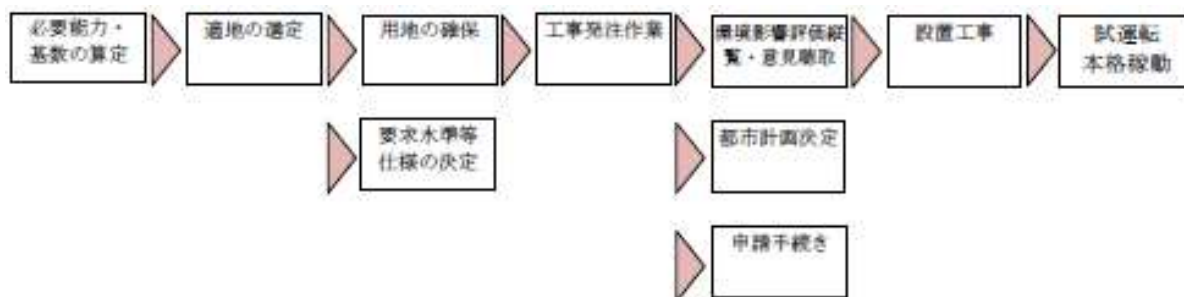 必要能力・
基数の算定
適地の選定
用地の確保
工事発注作業
環境影響評価縦
覧・意見聴取
設置工事
試運転
本格稼動
要求水準等
仕様の決定
都市計画決定
申請手続き